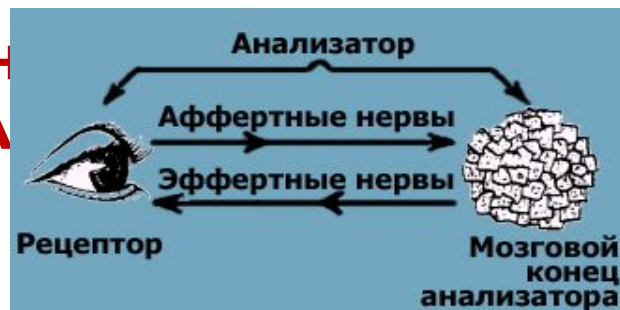 Анализатор
Аффертные нервы
Эффертные нервы
Рецептор
Мозговой
конец
анализатора